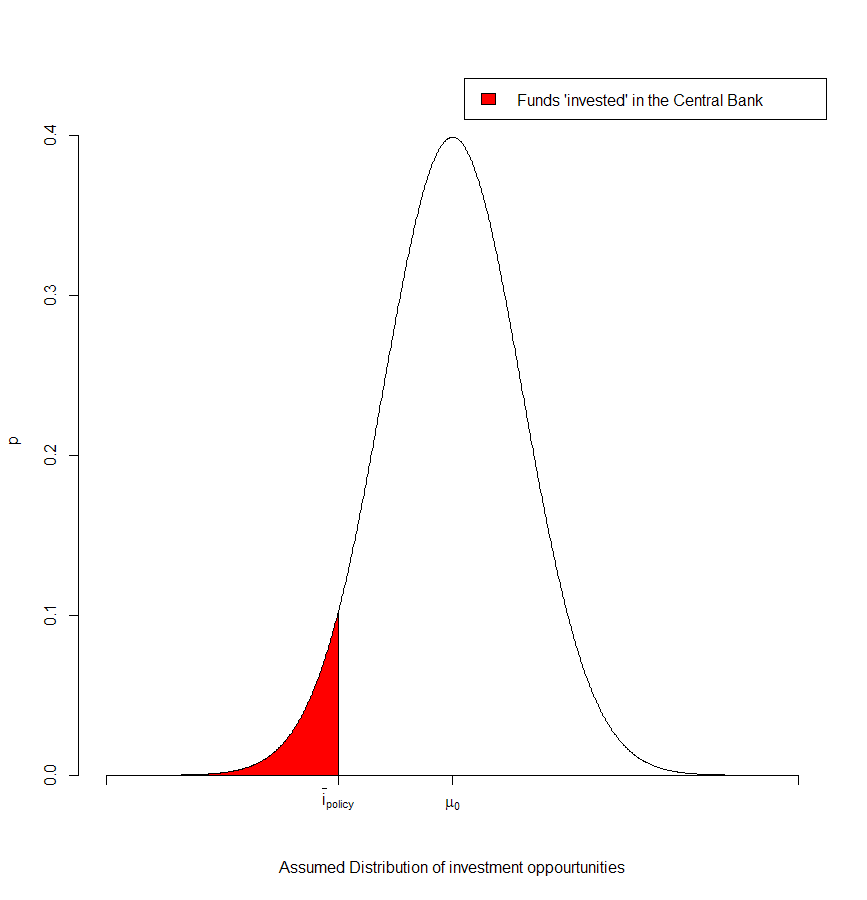 Funds 'invested' in the Central Bank
0.4
0.3
0.2
0.1
0.0
p
i̅policy
μ0
Assumed Distribution of investment oppourtunities